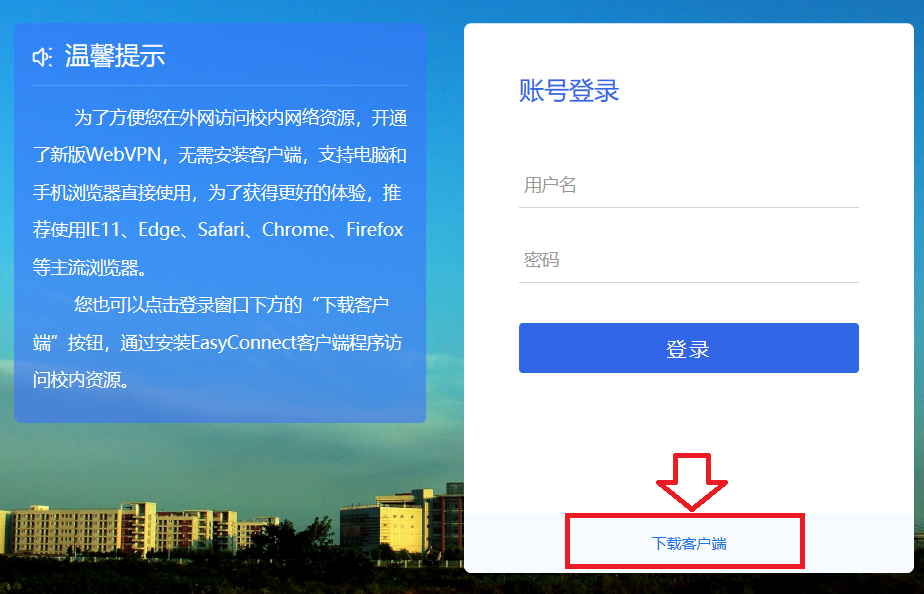 温馨提示
为了方便您在外网访问校内网络资源，开通
了新版WebVPN，无需安装客户端，支持电脑和
手机浏览器直接使用，为了获得更好的体验，推
荐使用IE11、Edge、Safari、Chrome、Firefox
等主流浏览器。
您也可以点击登录窗口下方的“下载客户
端”按钮，通过安装EasyConnect客户端程序访
问校内资源。
账号登录
用户名
密码
登录
下载客户端